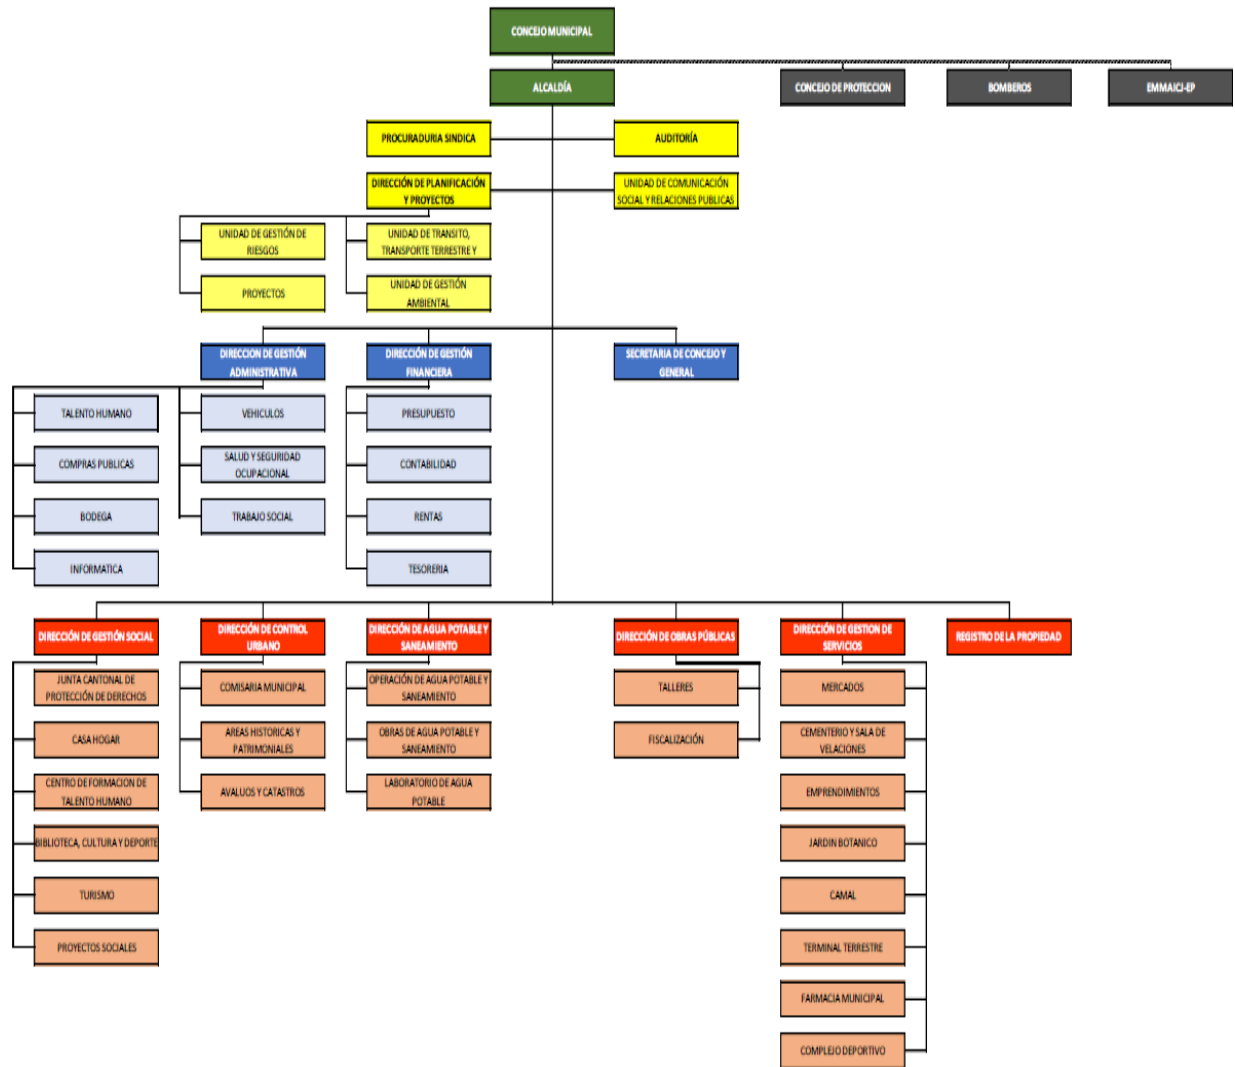 CONCEJO MUNICIPAL
ALCALDÍA
CONCEJO DE PROTECCION
BOMBEROS
EMMAICJ-EP
PROCURADURIA SINDICA
AUDITORÍA
DIRECCIÓN DE PLANIFICACIÓN
Y PROYECTOS
UNIDAD DE COMUNICACIÓN
SOCIAL Y RELACIONES PUBLICAS
UNIDAD DE GESTIÓN DE
RIESGOS
UNIDAD DE TRANSITO,
TRANSPORTE TERRESTRE Y
PROYECTOS
UNIDAD DE GESTIÓN
AMBIENTAL
DIRECCION DE GESTIÓN
ADMINISTRATIVA
DIRECCIÓN DE GESTIÓN
FINANCIERA
SECRETARIA DE CONCEJO Y
GENERAL
TALENTO HUMANO
VEHICULOS
PRESUPUESTO
COMPRAS PUBLICAS
SALUD Y SEGURIDAD
OCUPACIONAL
CONTABILIDAD
BODEGA
TRABAJO SOCIAL
RENTAS
INFORMATICA
TESORERIA
DIRECCIÓN DE GESTIÓN SOCIAL
DIRECCIÓN DE CONTROL
URBANO
DIRECCIÓN DE AGUA POTABLE Y
SANEAMIENTO
DIRECCIÓN DE OBRAS PÚBLICAS
DIRECCIÓN DE GESTION DE
SERVICIOS
REGISTRO DE LA PROPIEDAD
JUNTA CANTONAL DE
PROTECCIÓN DE DERECHOS
COMISARIA MUNICIPAL
OPERACIÓN DE AGUA POTABLE Y
SANEAMIENTO
TALLERES
MERCADOS
CASA HOGAR
AREAS HISTORICAS Y
PATRIMONIALES
OBRAS DE AGUA POTABLE Y
SANEAMIENTO
FISCALIZACIÓN
CEMENTERIO Y SALA DE
VELACIONES
CENTRO DE FORMACION DE
TALENTO HUMANO
AVALUOS Y CATASTROS
LABORATORIO DE AGUA
POTABLE
EMPRENDIMIENTOS
BIBLIOTECA, CULTURA Y DEPORTE
JARDIN BOTANICO
TURISMO
CAMAL
PROYECTOS SOCIALES
TERMINAL TERRESTRE
FARMACIA MUNICIPAL
COMPLEJO DEPORTIVO